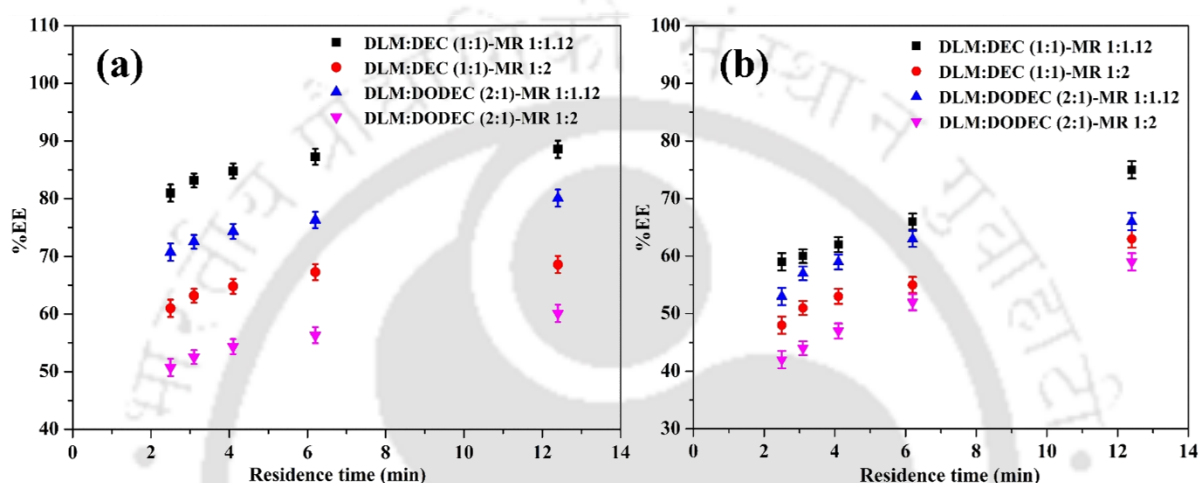 (a)
DLM:DEC (1:1)-MR 1:1.12
DLM:DEC (1:1)-MR 1:2
DLM:DODEC (2:1)-MR 1:1.12
DLM:DODEC (2:1)-MR 1:2
%EE
110
100
90
80
70
60
50
40
0 2 4 6 8 10 12 14
Residence time (min)
(b)
DLM:DEC (1:1)-MR 1:1.12
DLM:DEC (1:1)-MR 1:2
DLM:DODEC (2:1)-MR 1:1.12
DLM:DODEC (2:1)-MR 1:2
%EE
100
90
80
70
60
50
40
30
0 2 4 6 8 10 12 14
Residence time (min)